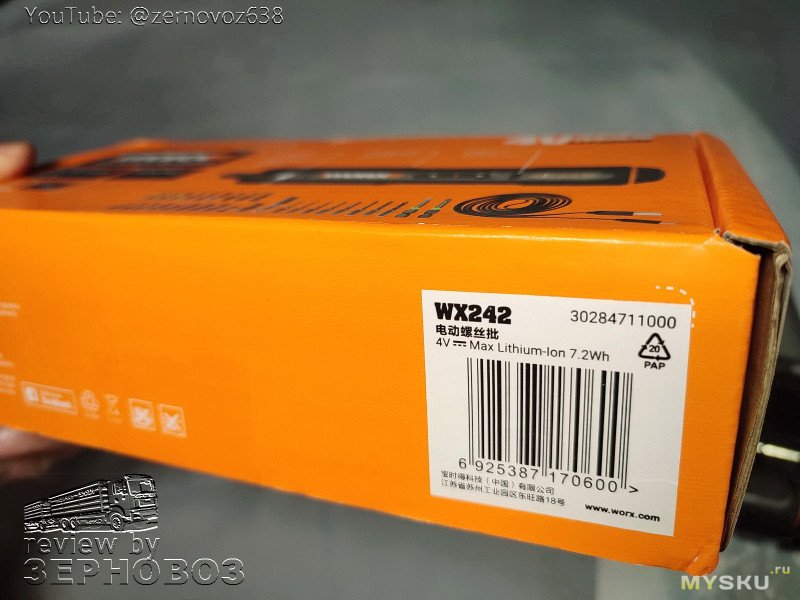 YouTube: @zernovoz638
WX242
30284711000
电动螺丝批
4V Max Lithium-Ion 7.2Wh
20
PAP
6 925387 170600 >
宝时得科技（中国）有限公司
江苏省苏州工业园区东旺路18号
www.worx.com
review by
ЗЕРНОВОЗ
MYSKU.ru